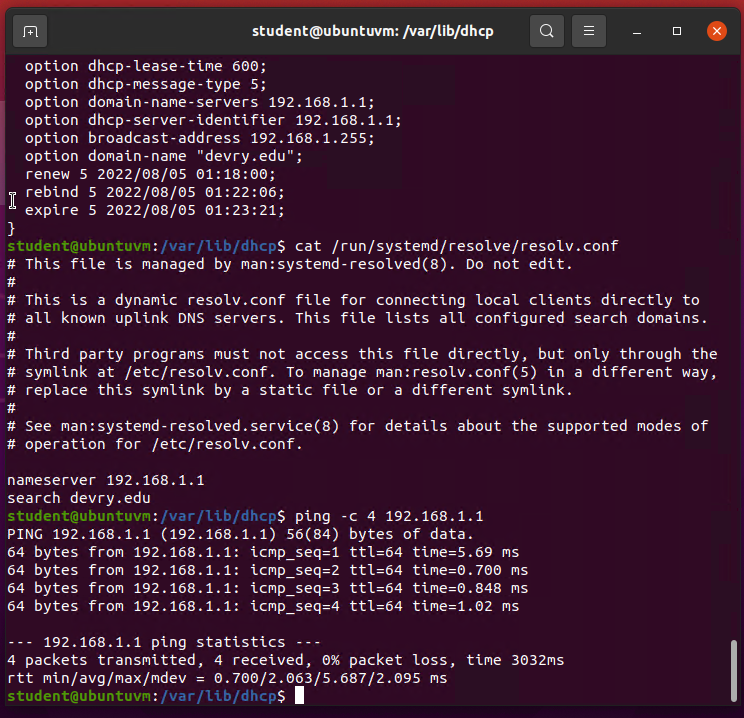 student@ubuntuvm: /var/lib/dhcp
option dhcp-lease-time 600;
option dhcp-message-type 5;
option domain-name-servers 192.168.1.1;
option dhcp-server-identifier 192.168.1.1;
option broadcast-address 192.168.1.255;
option domain-name "devry.edu";
renew 5 2022/08/05 01:18:00;
rebind 5 2022/08/05 01:22:06;
expire 5 2022/08/05 01:23:21;
}
student@ubuntuvm:/var/lib/dhcp$ cat /run/systemd/resolve/resolv.conf
# This file is managed by man:systemd-resolved(8). Do not edit.
#
# This is a dynamic resolv.conf file for connecting local clients directly to
# all known uplink DNS servers. This file lists all configured search domains.
#
# Third party programs must not access this file directly, but only through the
# symlink at /etc/resolv.conf. To manage man:resolv.conf(5) in a different way,
# replace this symlink by a static file or a different symlink.
#
# See man:systemd-resolved.service(8) for details about the supported modes of
# operation for /etc/resolv.conf.
nameserver 192.168.1.1
search devry.edu
student@ubuntuvm:/var/lib/dhcp$ ping -c 4 192.168.1.1
PING 192.168.1.1 (192.168.1.1) 56(84) bytes of data.
64 bytes from 192.168.1.1: icmp_seq=1 ttl=64 time=5.69 ms
64 bytes from 192.168.1.1: icmp_seq=2 ttl=64 time=0.700 ms
64 bytes from 192.168.1.1: icmp_seq=3 ttl=64 time=0.848 ms
64 bytes from 192.168.1.1: icmp_seq=4 ttl=64 time=1.02 ms
--- 192.168.1.1 ping statistics ---
4 packets transmitted, 4 received, 0% packet loss, time 3032ms
rtt min/avg/max/mdev = 0.700/2.063/5.687/2.095 ms
student@ubuntuvm:/var/lib/dhcp$